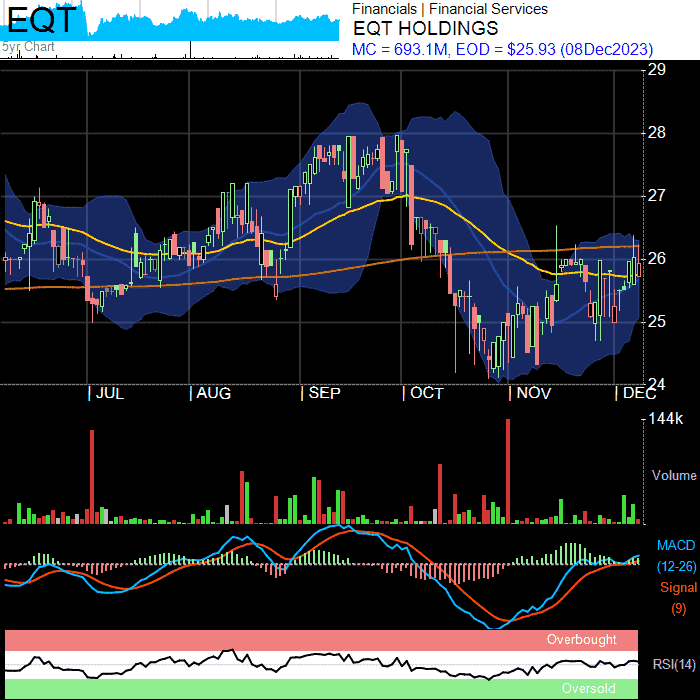 EQT
5yr Chart
Financials | Financial Services
EQT HOLDINGS
MC = 693.1M, EOD = $25.93 (08Dec2023)
29
28
27
26
25
24
| JUL | AUG | SEP | OCT | NOV | DEC
144k
Volume
MACD
(12-26)
Signal
(9)
Overbought
RSI(14)
Oversold